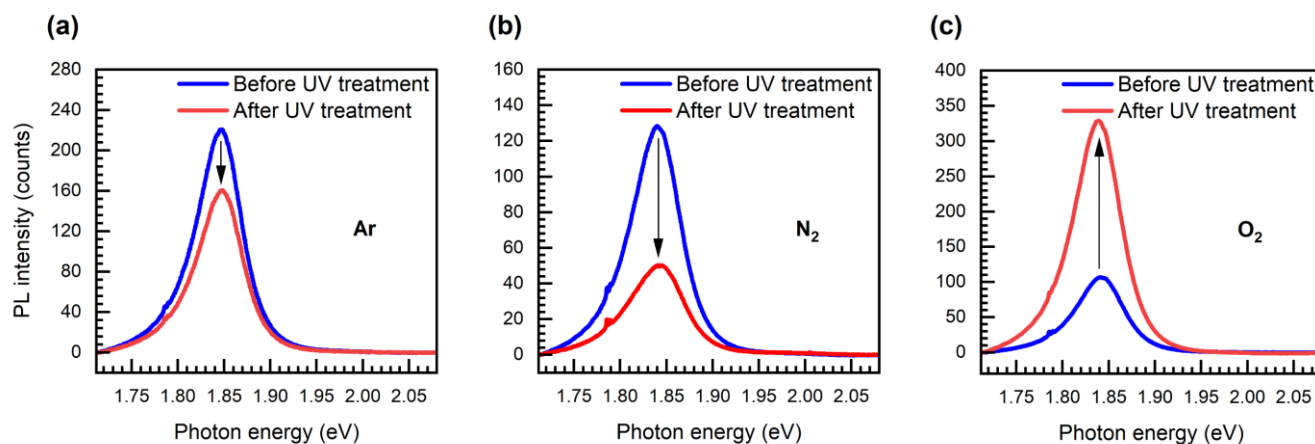 (a)
280
240
200
160
120
80
40
0
1.75 1.80 1.85 1.90 1.95 2.00 2.05
Photon energy (eV)
PL intensity (counts)
Before UV treatment
After UV treatment
Ar
(b)
160
140
120
100
80
60
40
20
0
1.75 1.80 1.85 1.90 1.95 2.00 2.05
Photon energy (eV)
Before UV treatment
After UV treatment
N₂
(c)
400
350
300
250
200
150
100
50
0
1.75 1.80 1.85 1.90 1.95 2.00 2.05
Photon energy (eV)
Before UV treatment
After UV treatment
O₂